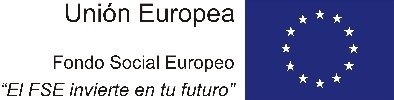 Unión Europea
Fondo Social Europeo
“El FSE invierte en tu futuro”